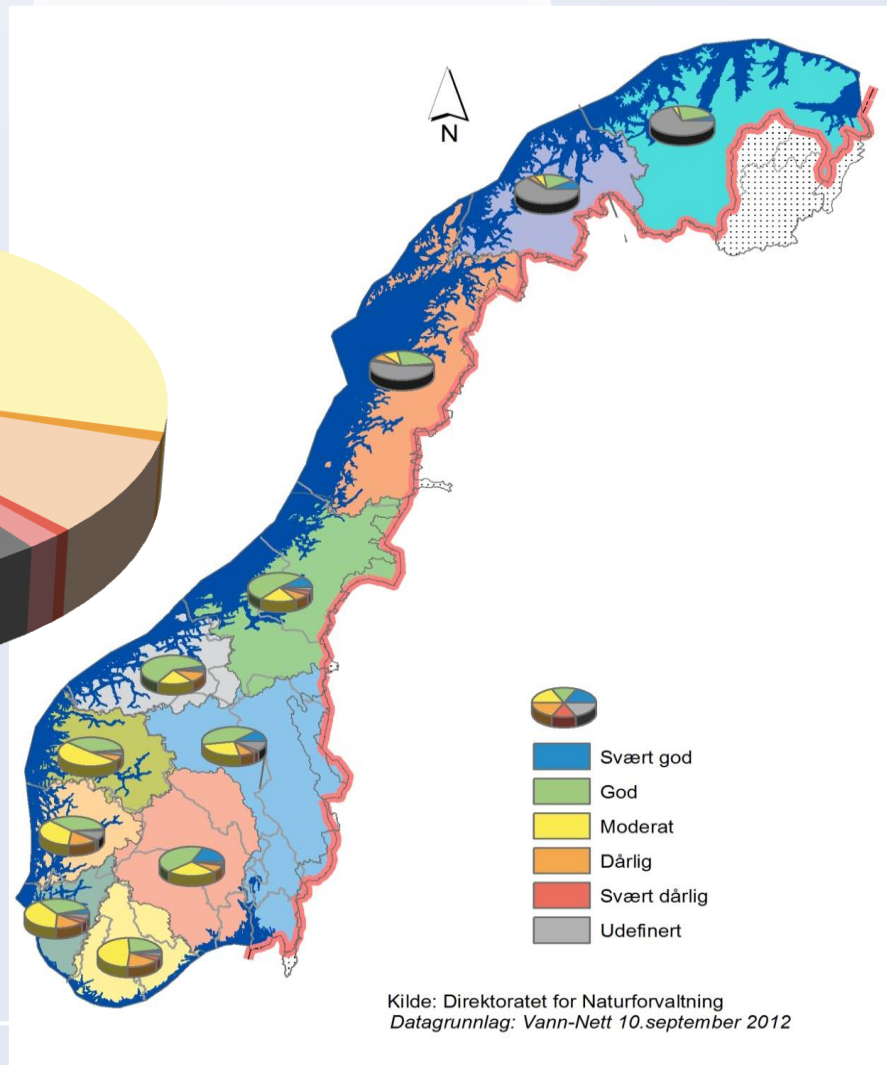 N
Svært god
God
Moderat
Dårlig
Svært dårlig
Udefinert
Kilde: Direktoratet for Naturforvaltning
Datagrunnlag: Vann-Nett 10.september 2012